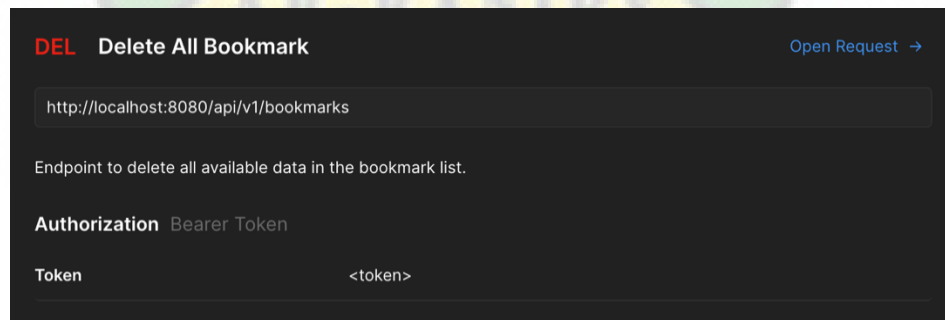 DEL Delete All Bookmark
Open Request →
http://localhost:8080/api/v1/bookmarks
Endpoint to delete all available data in the bookmark list.
Authorization Bearer Token
Token <token>